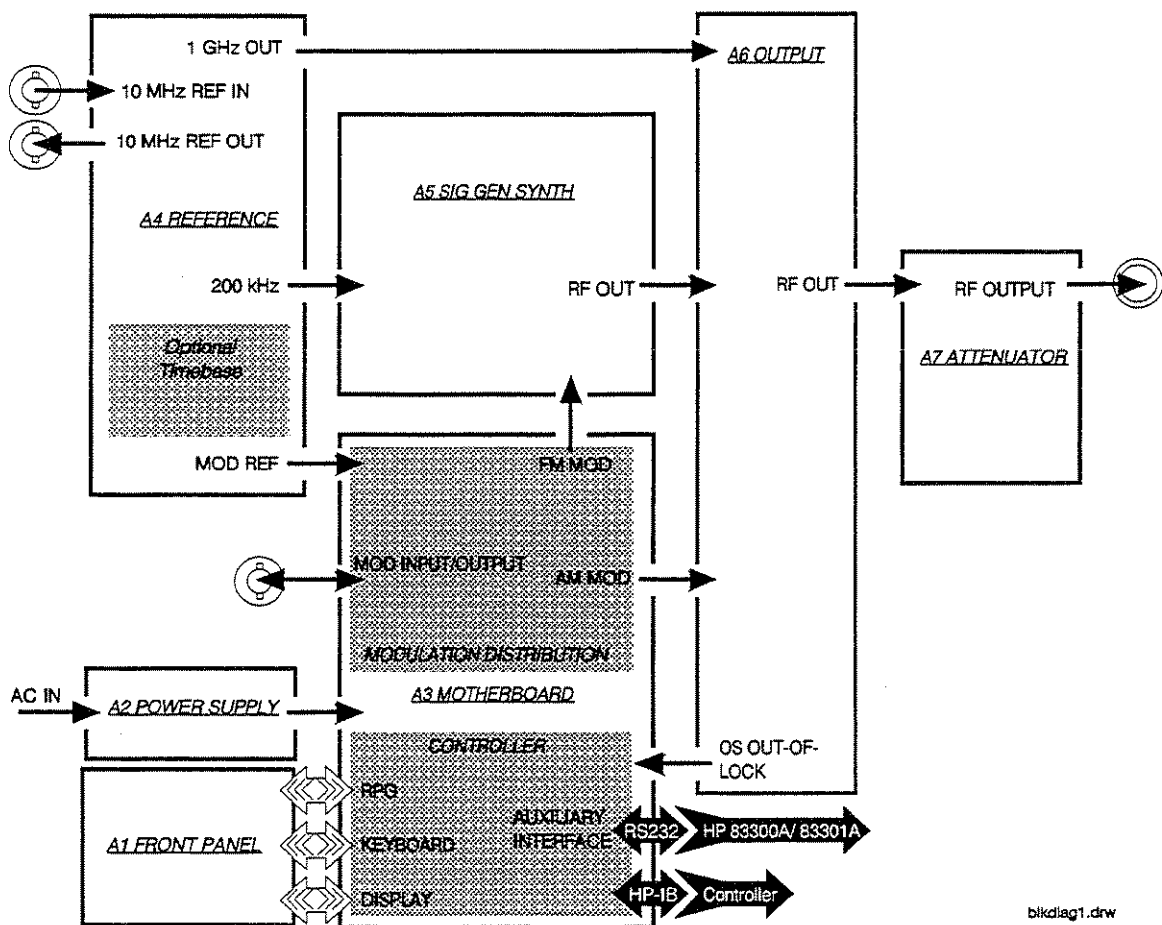 1 GHz OUT
A6 OUTPUT
10 MHz REF IN
10 MHz REF OUT
A5 SIG GEN SYNTH
A4 REFERENCE
200 kHz
RF OUT
RF OUT
RF OUTPUT
Optional
Timebase
A7 ATTENUATOR
MOD REF
FM MOD
MOD INPUT/OUTPUT
AM MOD
MODULATION DISTRIBUTION
A3 MOTHERBOARD
AC IN
A2 POWER SUPPLY
CONTROLLER
OS OUT-OF-
LOCK
RPG
AUXILIARY
INTERFACE
RS232
HP 83300A/ 83301A
A1 FRONT PANEL
KEYBOARD
DISPLAY
HP-IB
Controller
blkdiag1.drw